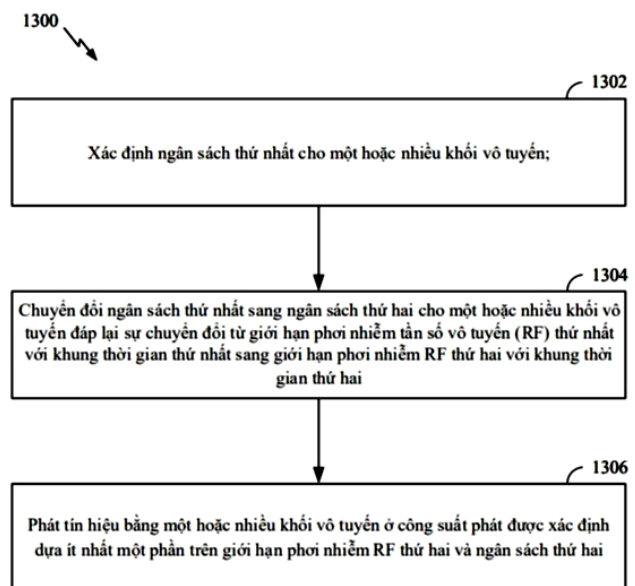 1300
1302
Xác định ngân sách thứ nhất cho một hoặc nhiều khối vô tuyến;
1304
Chuyển đổi ngân sách thứ nhất sang ngân sách thứ hai cho một hoặc nhiều khối vô
tuyến đáp lại sự chuyển đổi từ giới hạn phơi nhiễm tần số vô tuyến (RF) thứ nhất
với khung thời gian thứ nhất sang giới hạn phơi nhiễm RF thứ hai với khung thời
gian thứ hai
1306
Phát tín hiệu bằng một hoặc nhiều khối vô tuyến ở công suất phát được xác định
dựa ít nhất một phần trên giới hạn phơi nhiễm RF thứ hai và ngân sách thứ hai